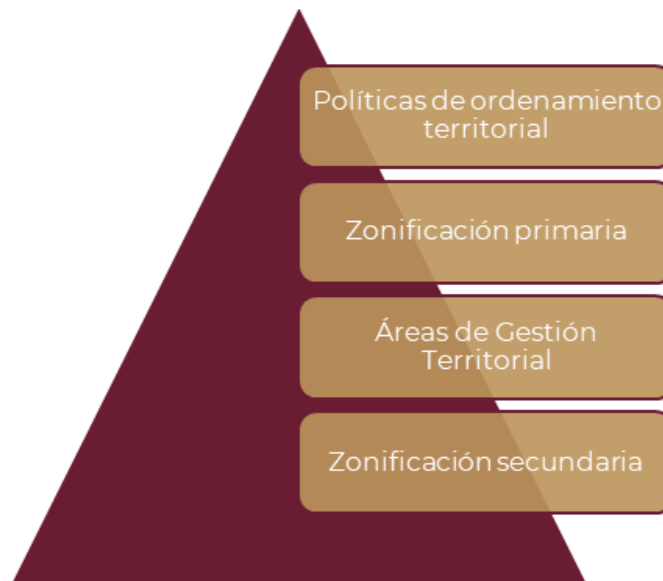 Políticas de ordenamiento
territorial
Zonificación primaria
Áreas de Gestión
Territorial
Zonificación secundaria